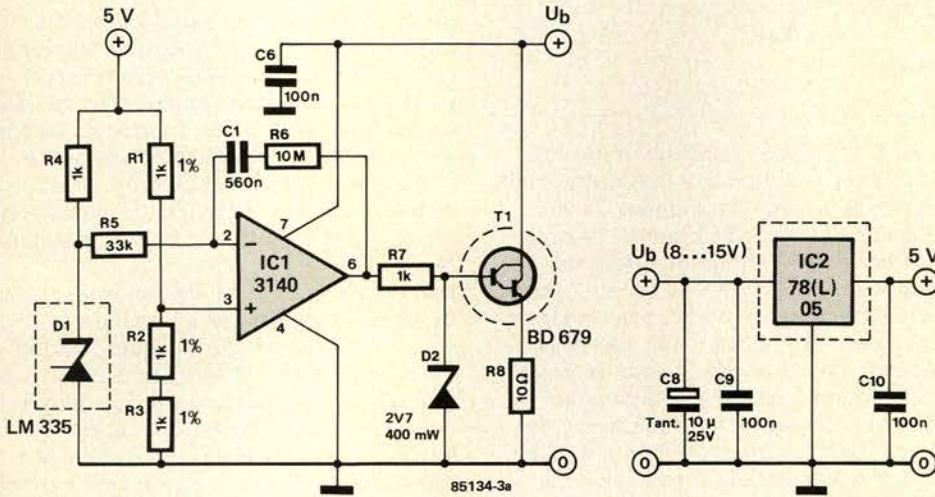 5 V
+
R4
1k
R1
1k
1%
C6
100n
U_b
+
C1
560n
R6
10 M
R5
33k
2
−
7
IC1
3140
6
3
+
4
R7
1k
T1
BD 679
D1
LM 335
R2
1k
1%
R3
1k
1%
D2
2V7
400 mW
R8
10Ω
0
85134-3a
U_b (8...15V)
+
IC2
78(L)
05
5 V
+
C8
Tant.
10 µ
25V
C9
100n
C10
100n
0
0